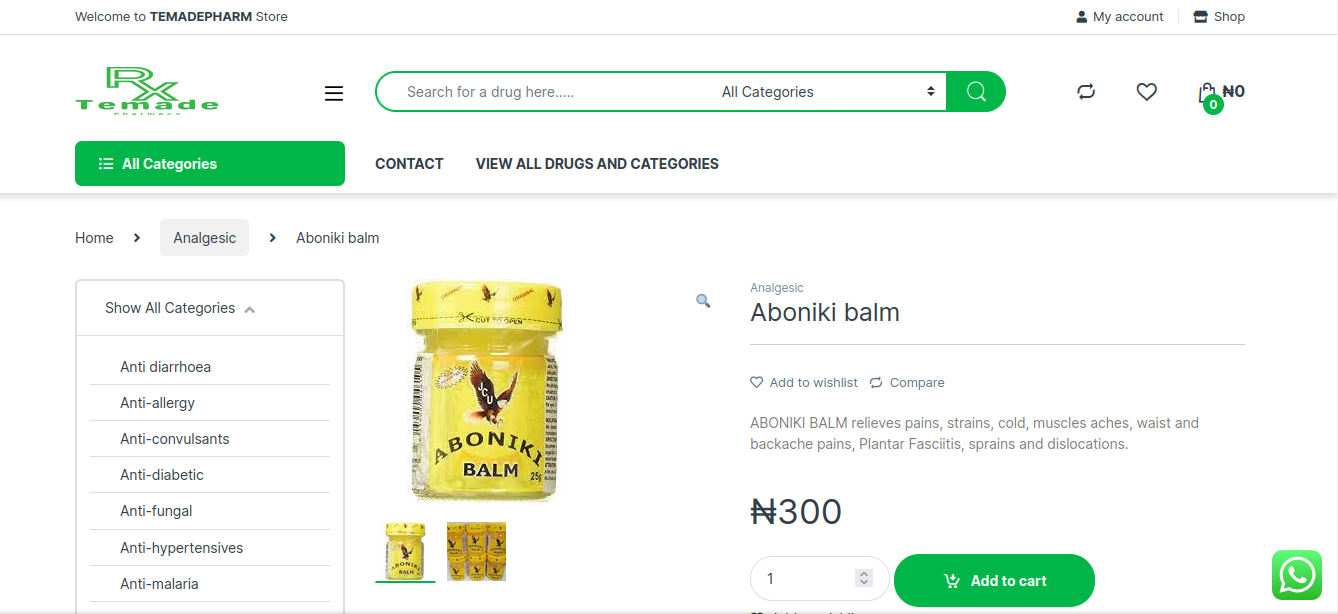 Welcome to TEMADEPHARM Store
My account
Shop
Rx
Temade
Pharmacy
Search for a drug here.....
All Categories
0
₦0
All Categories
CONTACT
VIEW ALL DRUGS AND CATEGORIES
Home
Analgesic
Aboniki balm
Show All Categories
Anti diarrhoea
Anti-allergy
Anti-convulsants
Anti-diabetic
Anti-fungal
Anti-hypertensives
Anti-malaria
ORIGINAL
ORIGINAL
CUT TO OPEN
JCU
ABONIKI
BALM
25g
Analgesic
Aboniki balm
Add to wishlist
Compare
ABONIKI BALM relieves pains, strains, cold, muscles aches, waist and
backache pains, Plantar Fasciitis, sprains and dislocations.
₦300
1
Add to cart